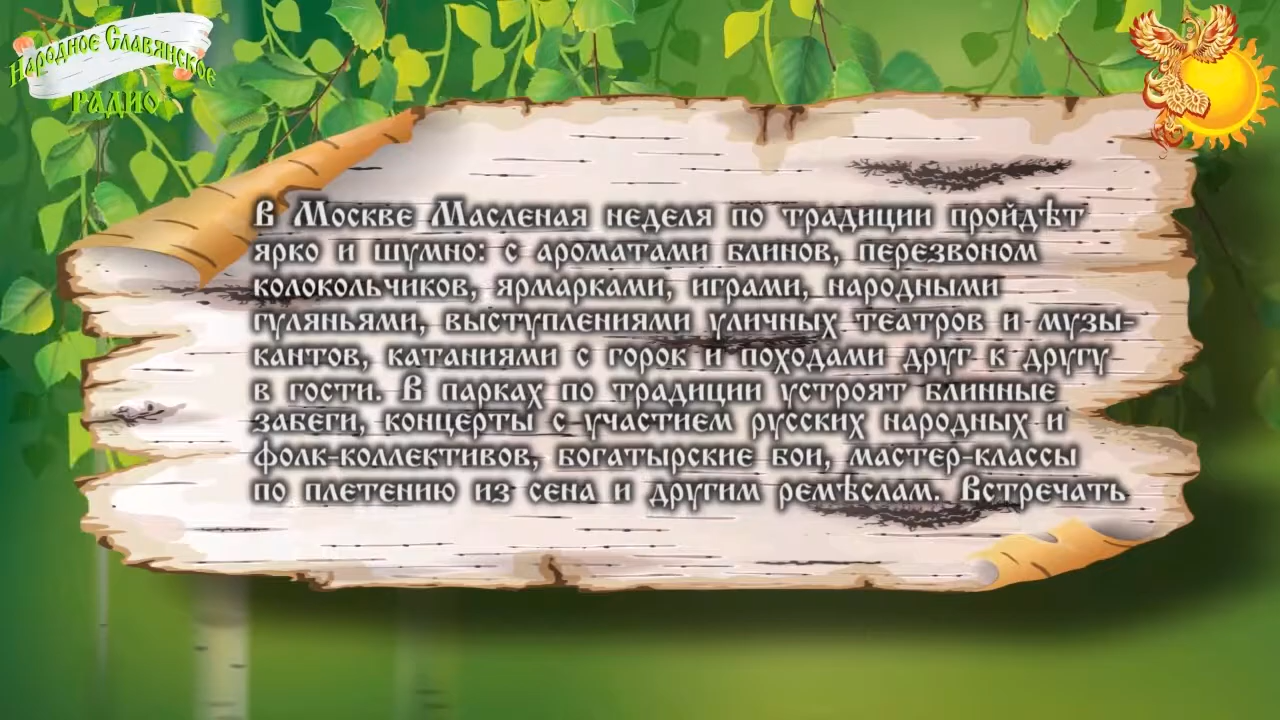 Народное Славянское
РАДИО
В Москве Масленая неделя по традиции пройдѣт
ярко и шумно: с ароматами блинов, перезвоном
колокольчиков, ярмарками, играми, народными
гуляньями, выступлениями уличных театров и музы-
кантов, катаниями с горок и походами друг к другу
в гости. В парках по традиции устроят блинные
забеги, концерты с участием русских народных и
фолк-коллективов, богатырские бои, мастер-классы
по плетению из сена и другим ремѣслам. Встречать